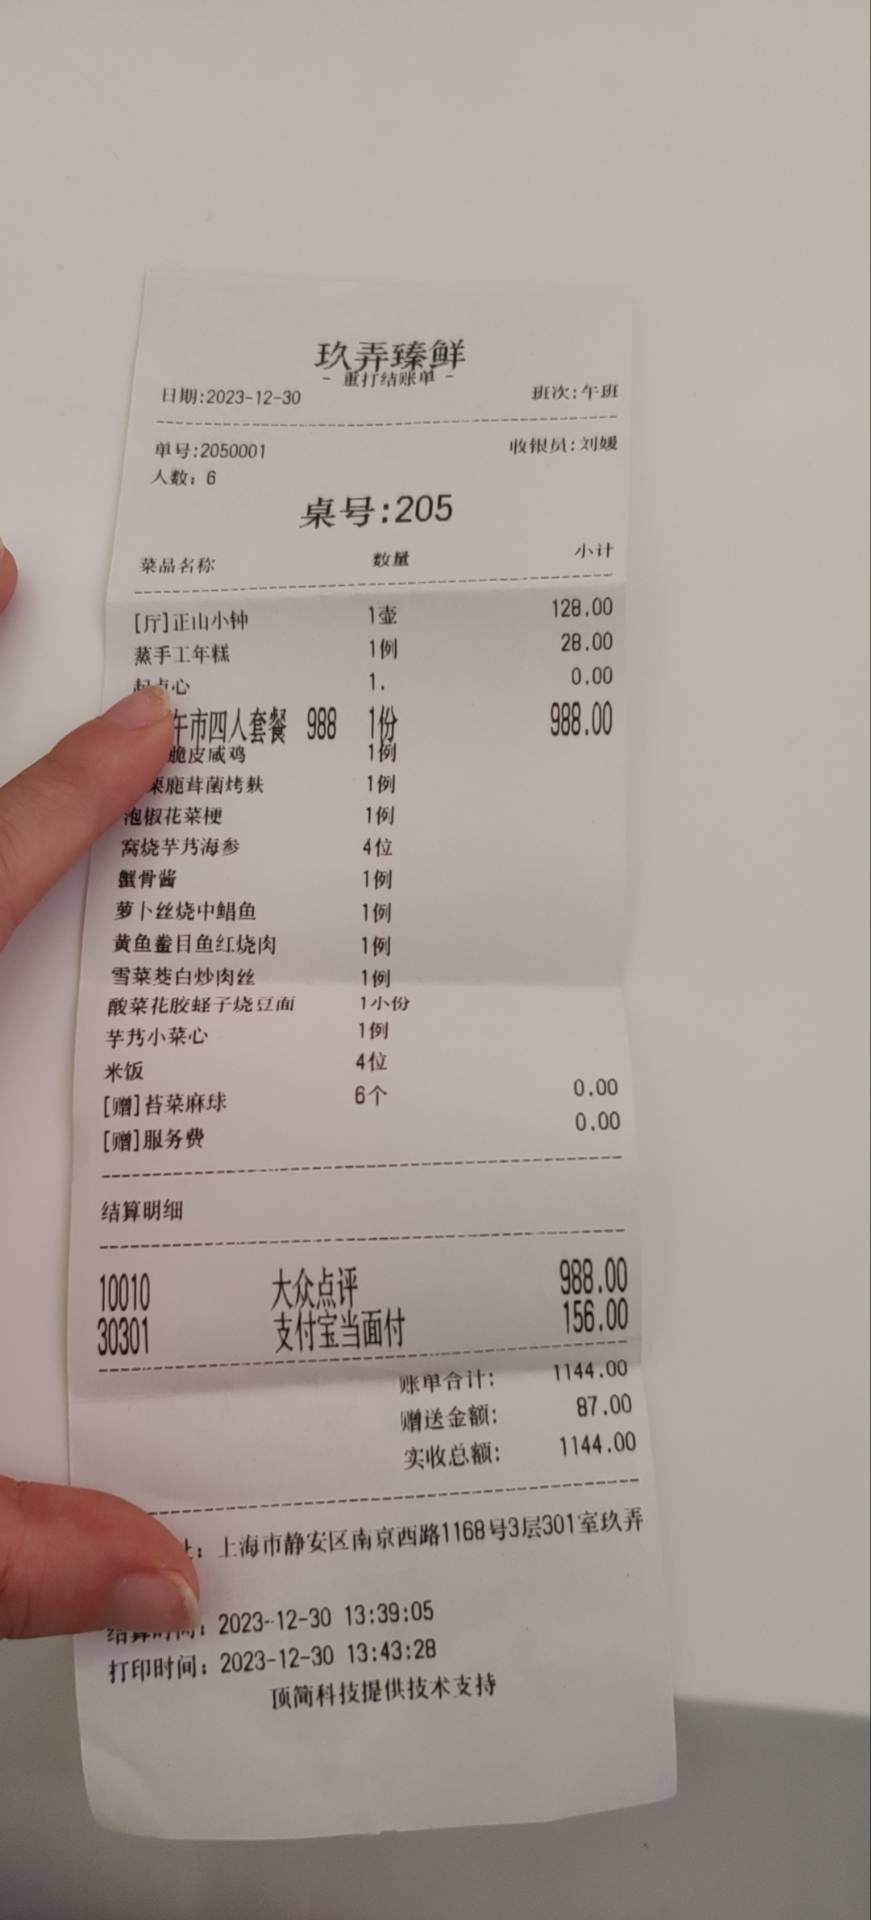 玖弄臻鲜
- 重打结账单 -
日期:2023-12-30 班次:午班
单号:2050001 收银员:刘媛
人数: 6
桌号:205
菜品名称 数量 小计
[厅]正山小钟 1壶 128.00
蒸手工年糕 1例 28.00
点心 1. 0.00
午市四人套餐 988 1份 988.00
脆皮咸鸡 1例
栗鹿茸菌烤麸 1例
泡椒花菜梗 1例
窝烧芋艿海参 4位
蟹骨酱 1例
萝卜丝烧中鲳鱼 1例
黄鱼鲞目鱼红烧肉 1例
雪菜茭白炒肉丝 1例
酸菜花胶蛏子烧豆面 1小份
芋艿小菜心 1例
米饭 4位
[赠]苔菜麻球 6个 0.00
[赠]服务费 0.00
结算明细
10010 大众点评 988.00
30301 支付宝当面付 156.00
账单合计: 1144.00
赠送金额: 87.00
实收总额: 1144.00
址: 上海市静安区南京西路1168号3层301室玖弄
结算时间: 2023-12-30 13:39:05
打印时间: 2023-12-30 13:43:28
顶简科技提供技术支持